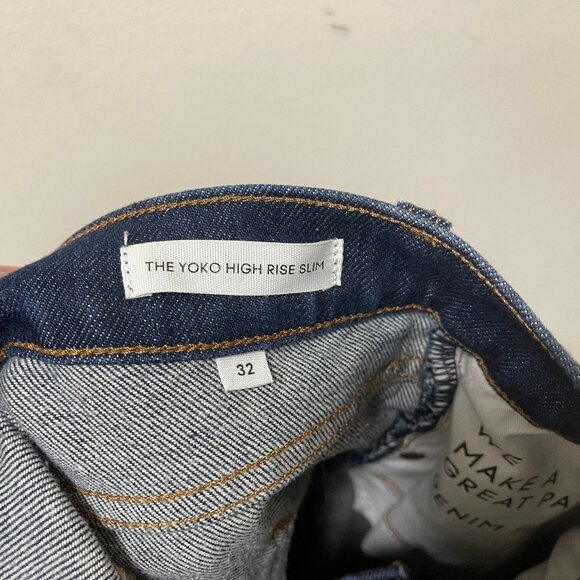 THE YOKO HIGH RISE SLIM
32
WE
MAKE A
GREAT
DENIM